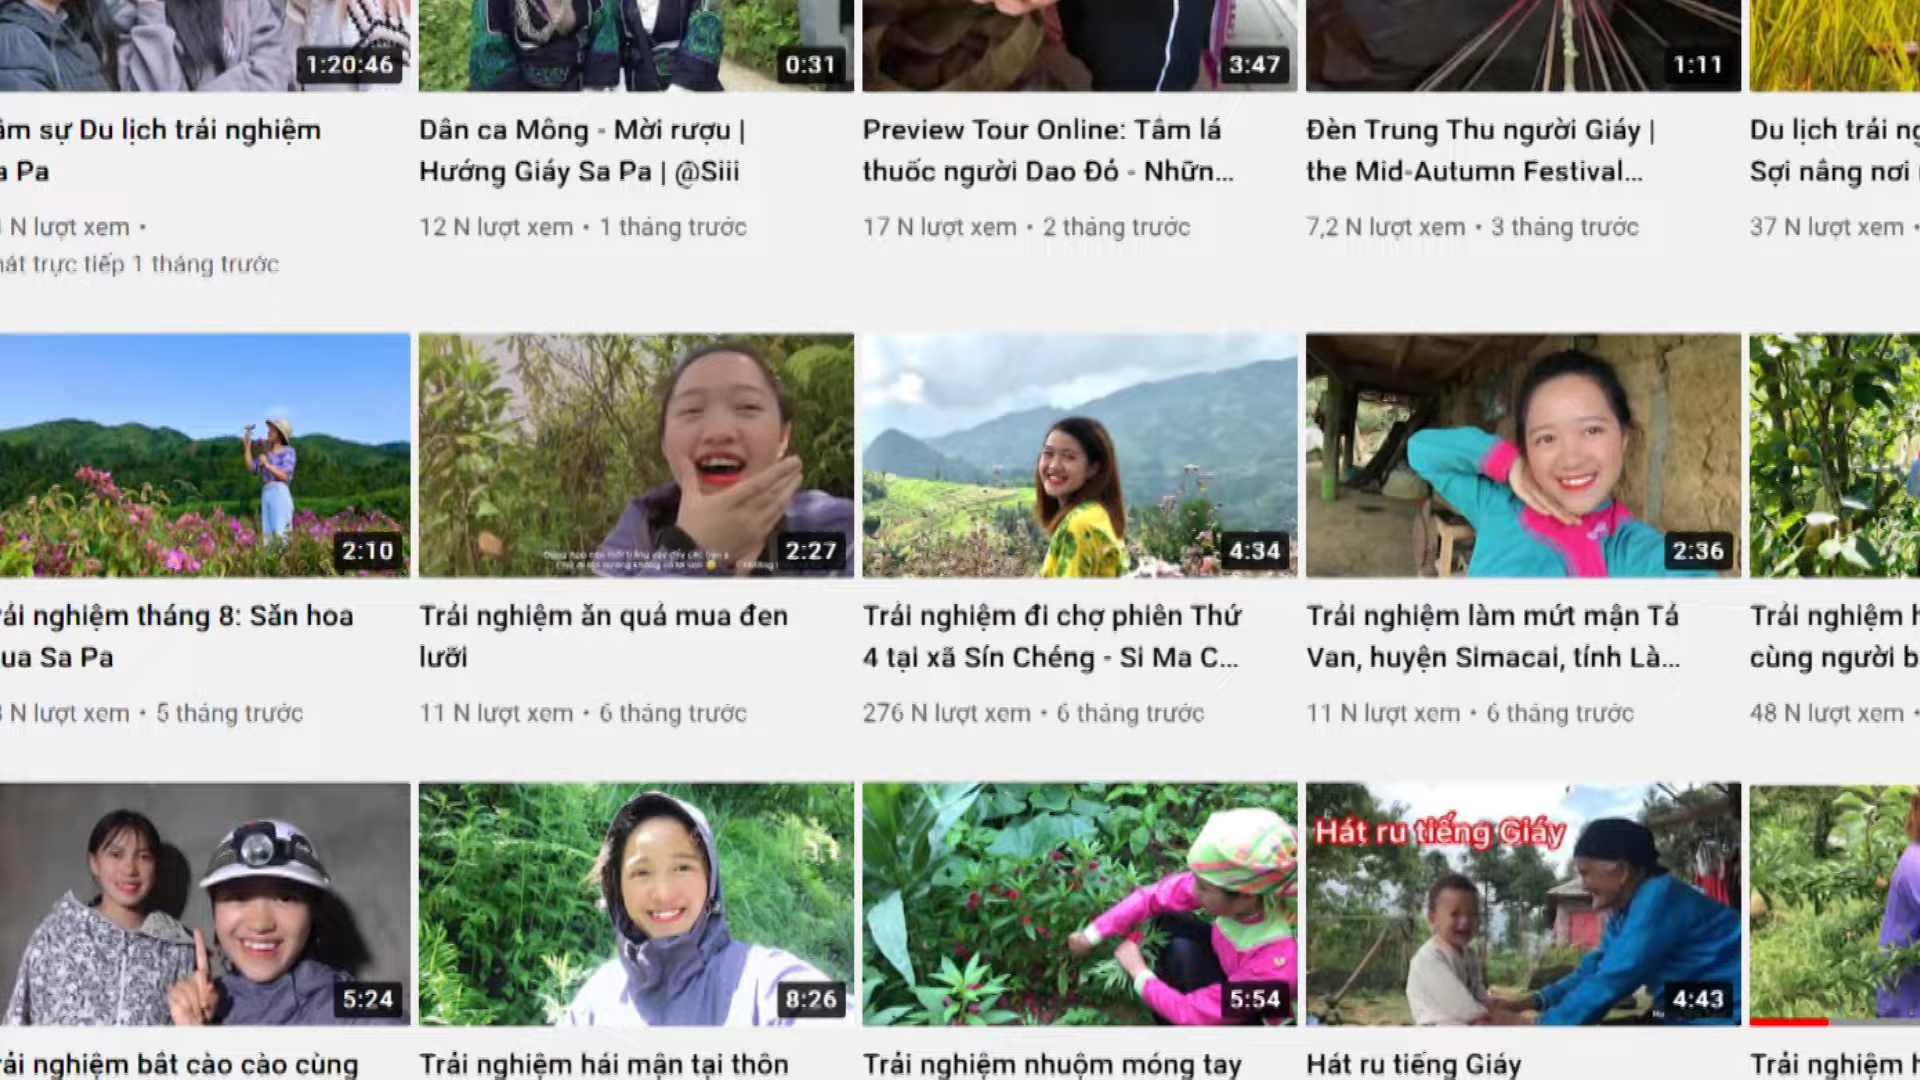 1:20:46
0:31
3:47
1:11
âm sự Du lịch trải nghiệm
a Pa
N lượt xem •
hát trực tiếp 1 tháng trước
Dân ca Mông - Mời rượu |
Hướng Giáy Sa Pa | @Siii
12 N lượt xem • 1 tháng trước
Preview Tour Online: Tắm lá
thuốc người Dao Đỏ - Nhữn...
17 N lượt xem • 2 tháng trước
Đèn Trung Thu người Giáy |
the Mid-Autumn Festival...
7,2 N lượt xem • 3 tháng trước
Du lịch trải ng
Sợi nắng nơi
37 N lượt xem •
2:10
2:27
4:34
2:36
rải nghiệm tháng 8: Săn hoa
ua Sa Pa
N lượt xem • 5 tháng trước
Trải nghiệm ăn quả mua đen
lưỡi
11 N lượt xem • 6 tháng trước
Trải nghiệm đi chợ phiên Thứ
4 tại xã Sín Chéng - Si Ma C...
276 N lượt xem • 6 tháng trước
Trải nghiệm làm mứt mận Tả
Van, huyện Simacai, tỉnh Là...
11 N lượt xem • 6 tháng trước
Trải nghiệm h
cùng người b
48 N lượt xem •
5:24
8:26
5:54
Hát ru tiếng Giáy
4:43
rải nghiệm bắt cào cào cùng
Trải nghiệm hái mận tại thôn
Trải nghiệm nhuộm móng tay
Hát ru tiếng Giáy
Trải nghiệm h